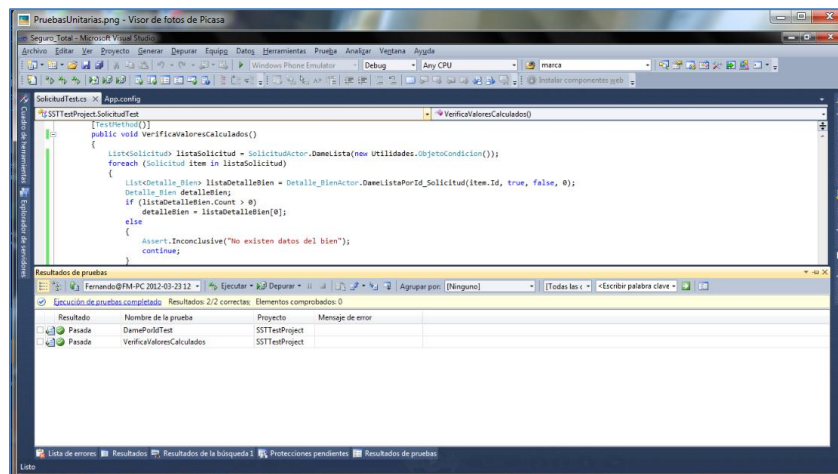 PruebasUnitarias.png - Visor de fotos de Picasa
Seguro_Total - Microsoft Visual Studio
Archivo Editar Ver Proyecto Generar Depurar Equipo Datos Herramientas Prueba Analizar Ventana Ayuda
Windows Phone Emulator Debug Any CPU marca
Instalar componentes web
SolicitudTest.cs App.config
SSTTestProject.SolicitudTest VerificaValoresCalculados()
Cuadro de herramientas
Explorador de servidores
[TestMethod()]
public void VerificaValoresCalculados()
{
List<Solicitud> listaSolicitud = SolicitudActor.DameLista(new Utilidades.ObjetoCondicion());
foreach (Solicitud item in listaSolicitud)
{
List<Detalle_Bien> listaDetalleBien = Detalle_BienActor.DameListaPorId_Solicitud(item.Id, true, false, 0);
Detalle_Bien detalleBien;
if (listaDetalleBien.Count > 0)
detalleBien = listaDetalleBien[0];
else
{
Assert.Inconclusive("No existen datos del bien");
continue;
}
Resultados de pruebas
Fernando@FM-PC 2012-03-23 12 Ejecutar Depurar Agrupar por: [Ninguno] [Todas las c <Escribir palabra clave
Ejecución de pruebas completado Resultados: 2/2 correctas; Elementos comprobados: 0
Resultado Nombre de la prueba Proyecto Mensaje de error
Pasada DamePorIdTest SSTTestProject
Pasada VerificaValoresCalculados SSTTestProject
Lista de errores Resultados Resultados de la búsqueda 1 Protecciones pendientes Resultados de pruebas
Listo